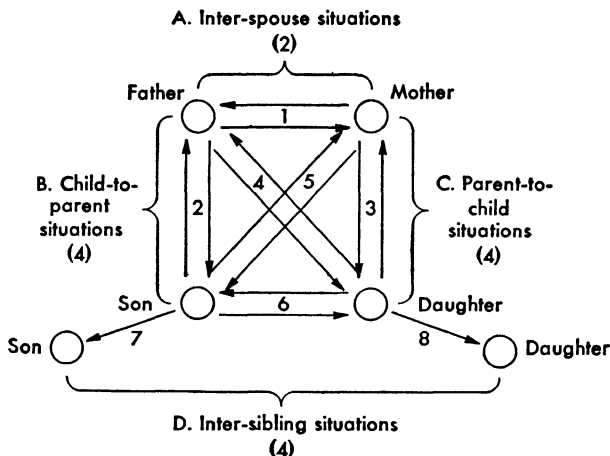 A. Inter-spouse situations
(2)
Father
Mother
1
B. Child-to-
parent
situations
(4)
2
4
5
3
C. Parent-to-
child
situations
(4)
Son
6
Daughter
Son
7
8
Daughter
D. Inter-sibling situations
(4)